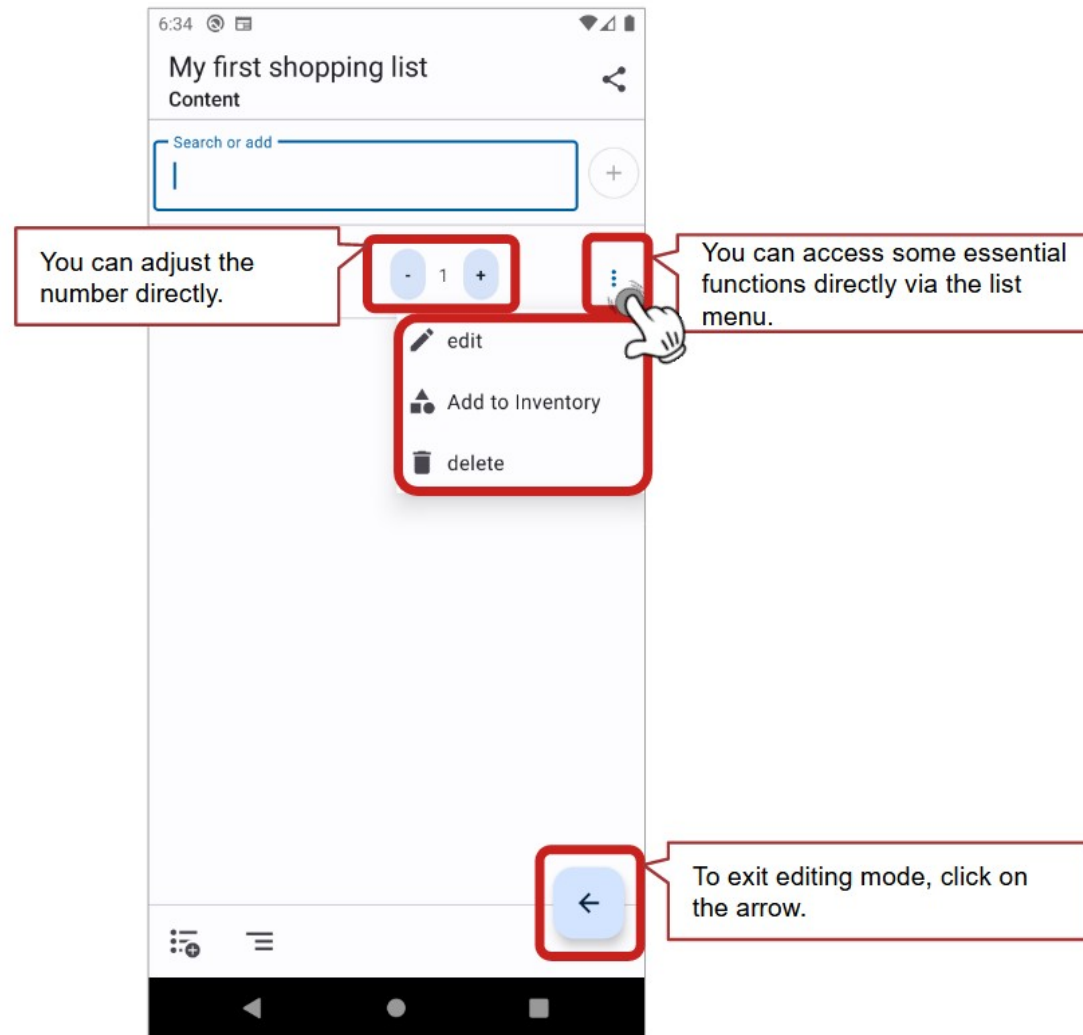 6:34
My first shopping list
Content
Search or add
You can adjust the
number directly.
- 1 +
You can access some essential
functions directly via the list
menu.
edit
Add to Inventory
delete
To exit editing mode, click on
the arrow.